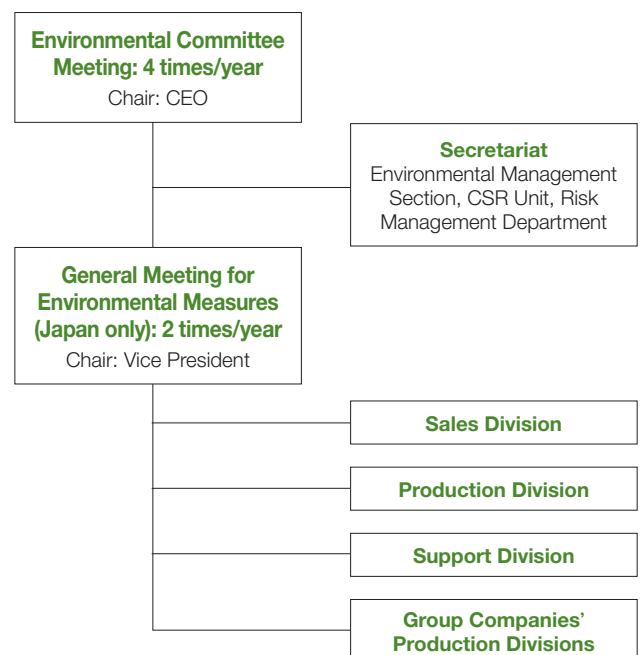 Environmental Committee
Meeting: 4 times/year
Chair: CEO
Secretariat
Environmental Management
Section, CSR Unit, Risk
Management Department
General Meeting for
Environmental Measures
(Japan only): 2 times/year
Chair: Vice President
Sales Division
Production Division
Support Division
Group Companies’
Production Divisions